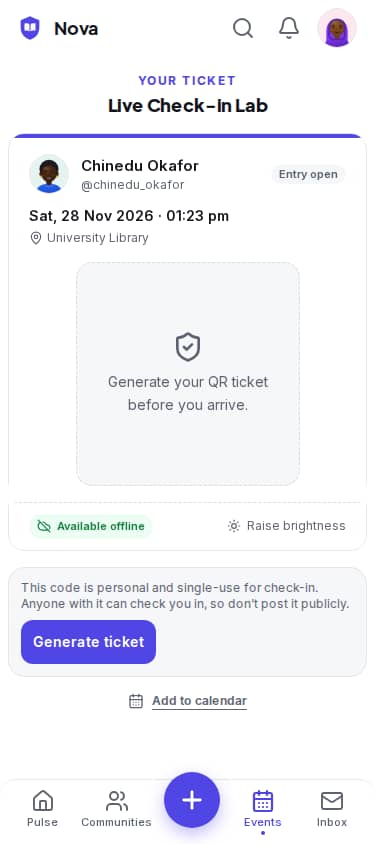 Nova
YOUR TICKET
Live Check-in Lab
Chinedu Okafor
@chinedu_okafor
Entry open
Sat, 28 Nov 2026 · 01:23 pm
University Library
Generate your QR ticket
before you arrive.
Available offline
Raise brightness
This code is personal and single-use for check-in.
Anyone with it can check you in, so don't post it publicly.
Generate ticket
Add to calendar
Pulse
Communities
Events
Inbox